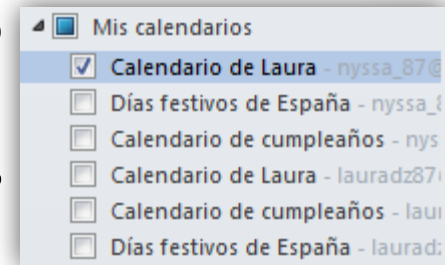 Mis calendarios
Calendario de Laura - nyssa_87@
Días festivos de España - nyssa_
Calendario de cumpleaños - nys
Calendario de Laura - lauradz87
Calendario de cumpleaños - lau
Días festivos de España - lauradz